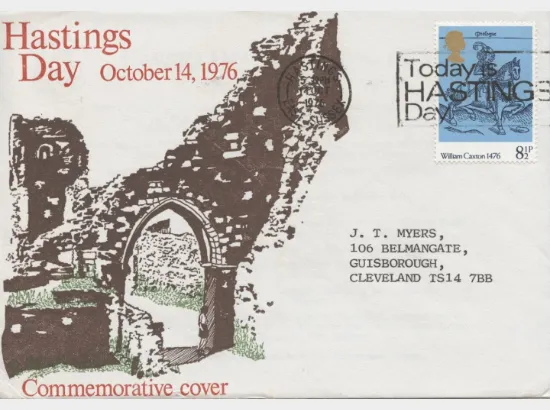 Hastings
Day October 14, 1976
HASTINGS
Today is
HASTINGS
Day
William Caxton 1476 8½P
J. T. MYERS,
106 BELMANGATE,
GUISBOROUGH,
CLEVELAND TS14 7BB
Commemorative cover